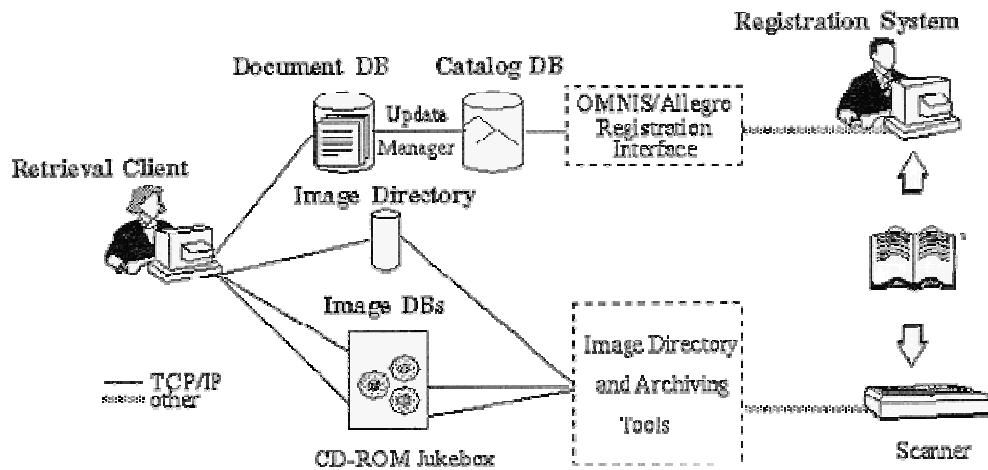 Registration System
Document DB
Catalog DB
Update
Manager
OMNIS/Allegro
Registration
Interface
Retrieval Client
Image Directory
Image DBs
Image Directory
and Archiving
Tools
TCP/IP
other
CD-ROM Jukebox
Scanner